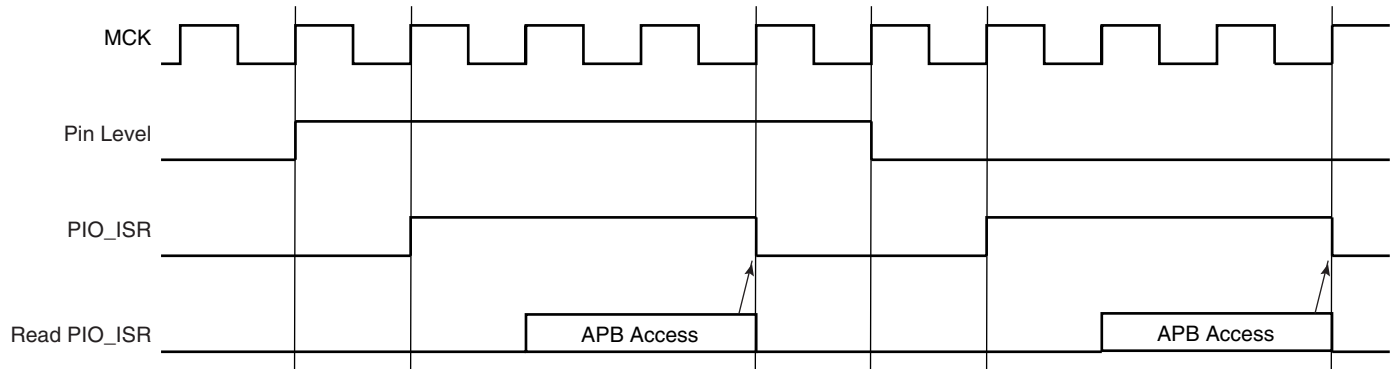 MCK
Pin Level
PIO_ISR
Read PIO_ISR
APB Access
APB Access